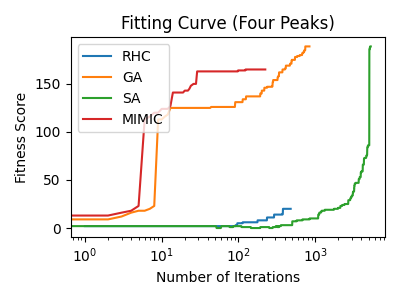 Fitting Curve (Four Peaks)
RHC
GA
SA
MIMIC
Fitness Score
150
100
50
0
10⁰
10¹
10²
10³
Number of Iterations